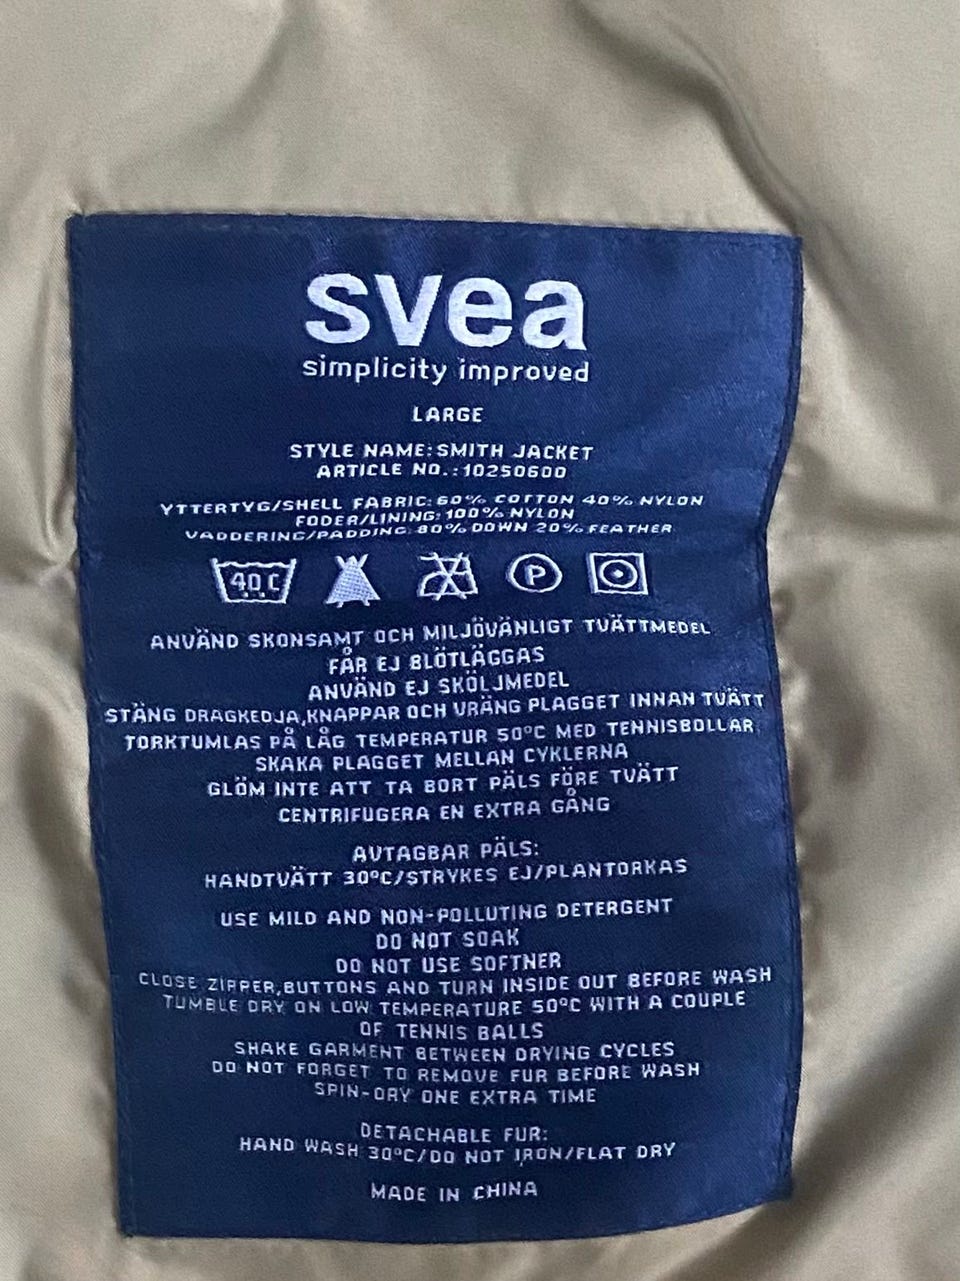 svea
simplicity improved
LARGE
STYLE NAME:SMITH JACKET
ARTICLE NO.:10250600
YTTERTYG/SHELL FABRIC: 60% COTTON 40% NYLON
FODER/LINING: 100% NYLON
VADDERING/PADDING: 80% DOWN 20% FEATHER
40 C P
ANVÄND SKONSAMT OCH MILJÖVÄNLIGT TVÄTTMEDEL
FÅR EJ BLÖTLÄGGAS
ANVÄND EJ SKÖLJMEDEL
STÄNG DRAGKEDJA,KNAPPAR OCH VRÄNG PLAGGET INNAN TVÄTT
TORKTUMLAS PÅ LÅG TEMPERATUR 50°C MED TENNISBOLLAR
SKAKA PLAGGET MELLAN CYKLERNA
GLÖM INTE ATT TA BORT PÄLS FÖRE TVÄTT
CENTRIFUGERA EN EXTRA GÅNG
AVTAGBAR PÄLS:
HANDTVÄTT 30°C/STRYKES EJ/PLANTORKAS
USE MILD AND NON-POLLUTING DETERGENT
DO NOT SOAK
DO NOT USE SOFTNER
CLOSE ZIPPER,BUTTONS AND TURN INSIDE OUT BEFORE WASH
TUMBLE DRY ON LOW TEMPERATURE 50°C WITH A COUPLE
OF TENNIS BALLS
SHAKE GARMENT BETWEEN DRYING CYCLES
DO NOT FORGET TO REMOVE FUR BEFORE WASH
SPIN-DRY ONE EXTRA TIME
DETACHABLE FUR:
HAND WASH 30°C/DO NOT IRON/FLAT DRY
MADE IN CHINA